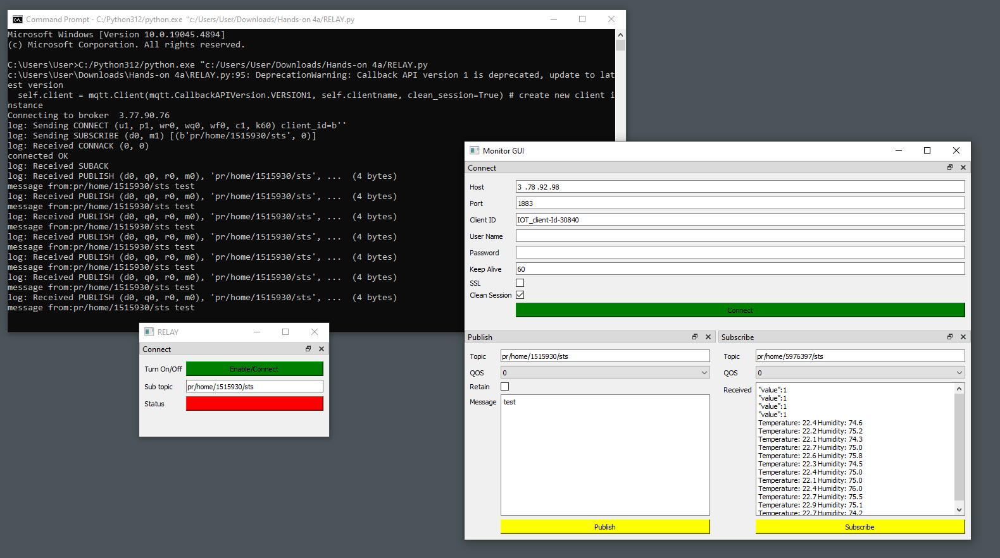 Command Prompt - C:/Python312/python.exe "c:/Users/User/Downloads/Hands-on 4a/RELAY.py
Microsoft Windows [Version 10.0.19045.4894]
(c) Microsoft Corporation. All rights reserved.
C:\Users\User>C:/Python312/python.exe "c:/Users/User/Downloads/Hands-on 4a/RELAY.py
c:\Users\User\Downloads\Hands-on 4a\RELAY.py:95: DeprecationWarning: Callback API version 1 is deprecated, update to lat
est version
self.client = mqtt.Client(mqtt.CallbackAPIVersion.VERSION1, self.clientname, clean_session=True) # create new client i
nstance
Connecting to broker  3.77.90.76
log: Sending CONNECT (u1, p1, wr0, wq0, wf0, c1, k60) client_id=b''
log: Sending SUBSCRIBE (d0, m1) [(b'pr/home/1515930/sts', 0)]
log: Received CONNACK (0, 0)
connected OK
log: Received SUBACK
log: Received PUBLISH (d0, q0, r0, m0), 'pr/home/1515930/sts', ...  (4 bytes)
message from:pr/home/1515930/sts test
log: Received PUBLISH (d0, q0, r0, m0), 'pr/home/1515930/sts', ...  (4 bytes)
message from:pr/home/1515930/sts test
log: Received PUBLISH (d0, q0, r0, m0), 'pr/home/1515930/sts', ...  (4 bytes)
message from:pr/home/1515930/sts test
log: Received PUBLISH (d0, q0, r0, m0), 'pr/home/1515930/sts', ...  (4 bytes)
message from:pr/home/1515930/sts test
log: Received PUBLISH (d0, q0, r0, m0), 'pr/home/1515930/sts', ...  (4 bytes)
message from:pr/home/1515930/sts test
log: Received PUBLISH (d0, q0, r0, m0), 'pr/home/1515930/sts', ...  (4 bytes)
message from:pr/home/1515930/sts test
log: Received PUBLISH (d0, q0, r0, m0), 'pr/home/1515930/sts', ...  (4 bytes)
message from:pr/home/1515930/sts test
RELAY
Connect
Turn On/Off Enable/Connect
Sub topic pr/home/1515930/sts
Status
Monitor GUI
Connect
Host 3 .78 .92 .98
Port 1883
Client ID IOT_client-Id-30840
User Name
Password
Keep Alive 60
SSL
Clean Session
Connect
Publish
Topic pr/home/1515930/sts
QOS 0
Retain
Message test
Publish
Subscribe
Topic pr/home/5976397/sts
QOS 0
Received "value":1
"value":1
"value":1
"value":1
Temperature: 22.4 Humidity: 74.6
Temperature: 22.2 Humidity: 75.2
Temperature: 22.1 Humidity: 74.3
Temperature: 22.7 Humidity: 75.0
Temperature: 22.6 Humidity: 75.8
Temperature: 22.3 Humidity: 74.5
Temperature: 22.4 Humidity: 75.0
Temperature: 22.1 Humidity: 75.0
Temperature: 22.4 Humidity: 76.0
Temperature: 22.7 Humidity: 75.5
Temperature: 22.9 Humidity: 75.1
Temperature: 22.7 Humidity: 74.2
Subscribe